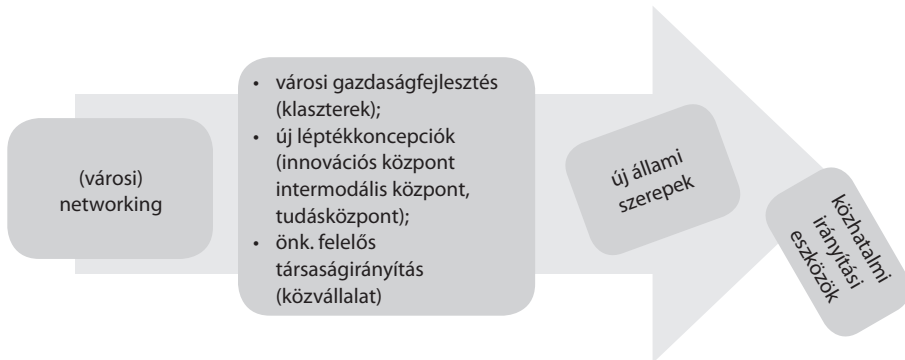 (városi)
networking
• városi gazdaságfejlesztés
(klaszterek);
• új léptékkoncepciók
(innovációs központ
intermodális központ,
tudásközpont);
• önk. felelős
társaságirányítás
(közvállalat)
új állami
szerepek
közhatalmi
irányítási
eszközök